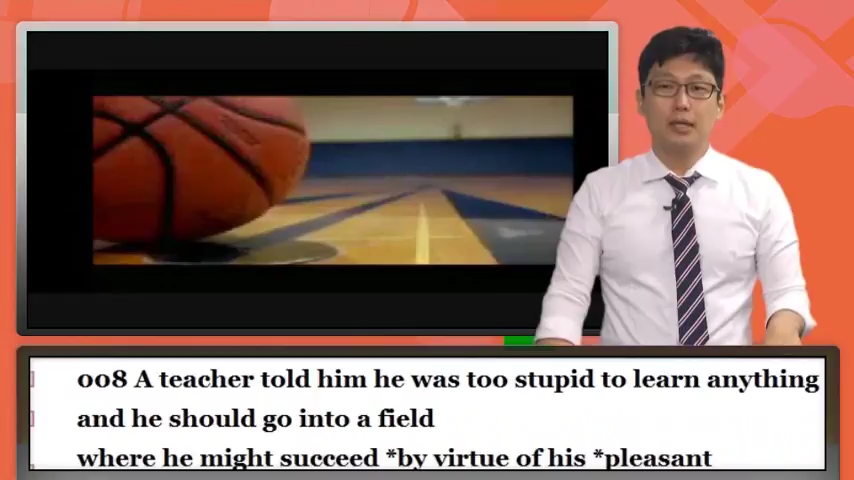 008 A teacher told him he was too stupid to learn anything
and he should go into a field
where he might succeed *by virtue of his *pleasant